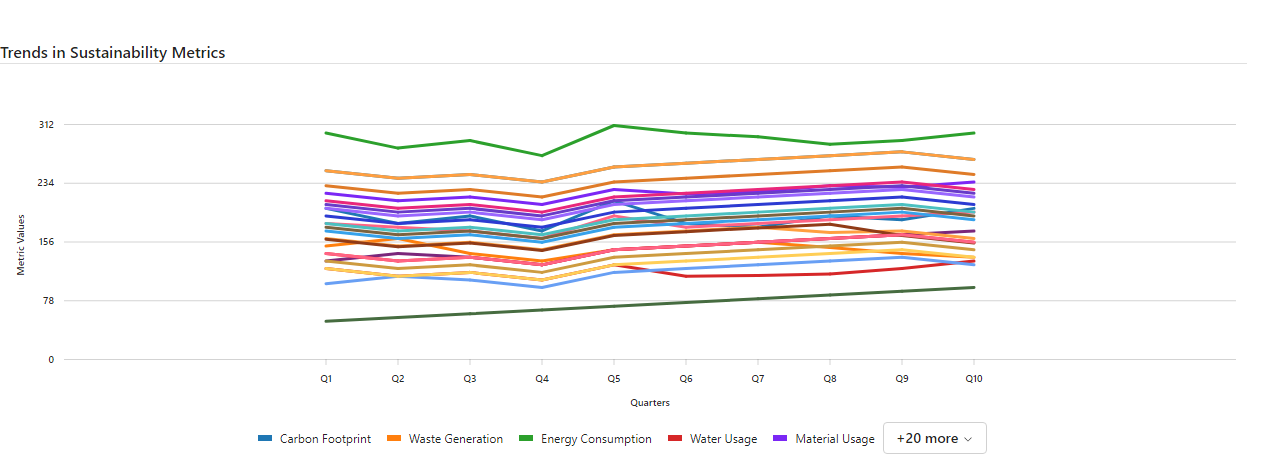 Trends in Sustainability Metrics
312
234
156
78
0
Metric Values
Q1 Q2 Q3 Q4 Q5 Q6 Q7 Q8 Q9 Q10
Quarters
Carbon Footprint Waste Generation Energy Consumption Water Usage Material Usage +20 more